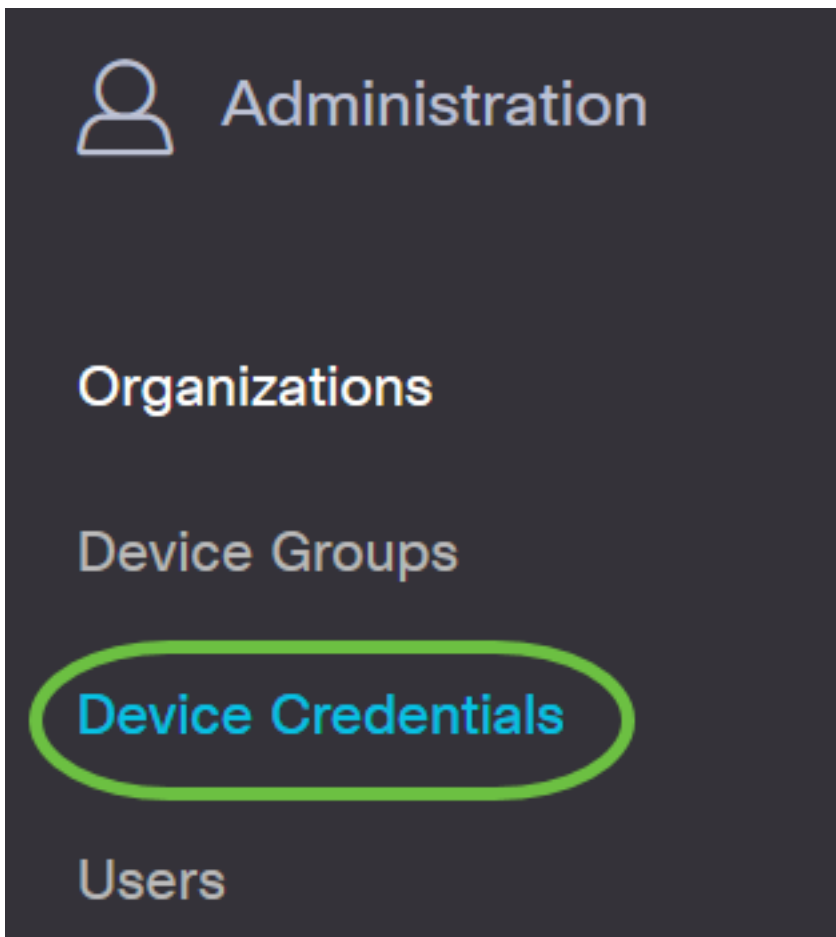 Administration
Organizations
Device Groups
Device Credentials
Users